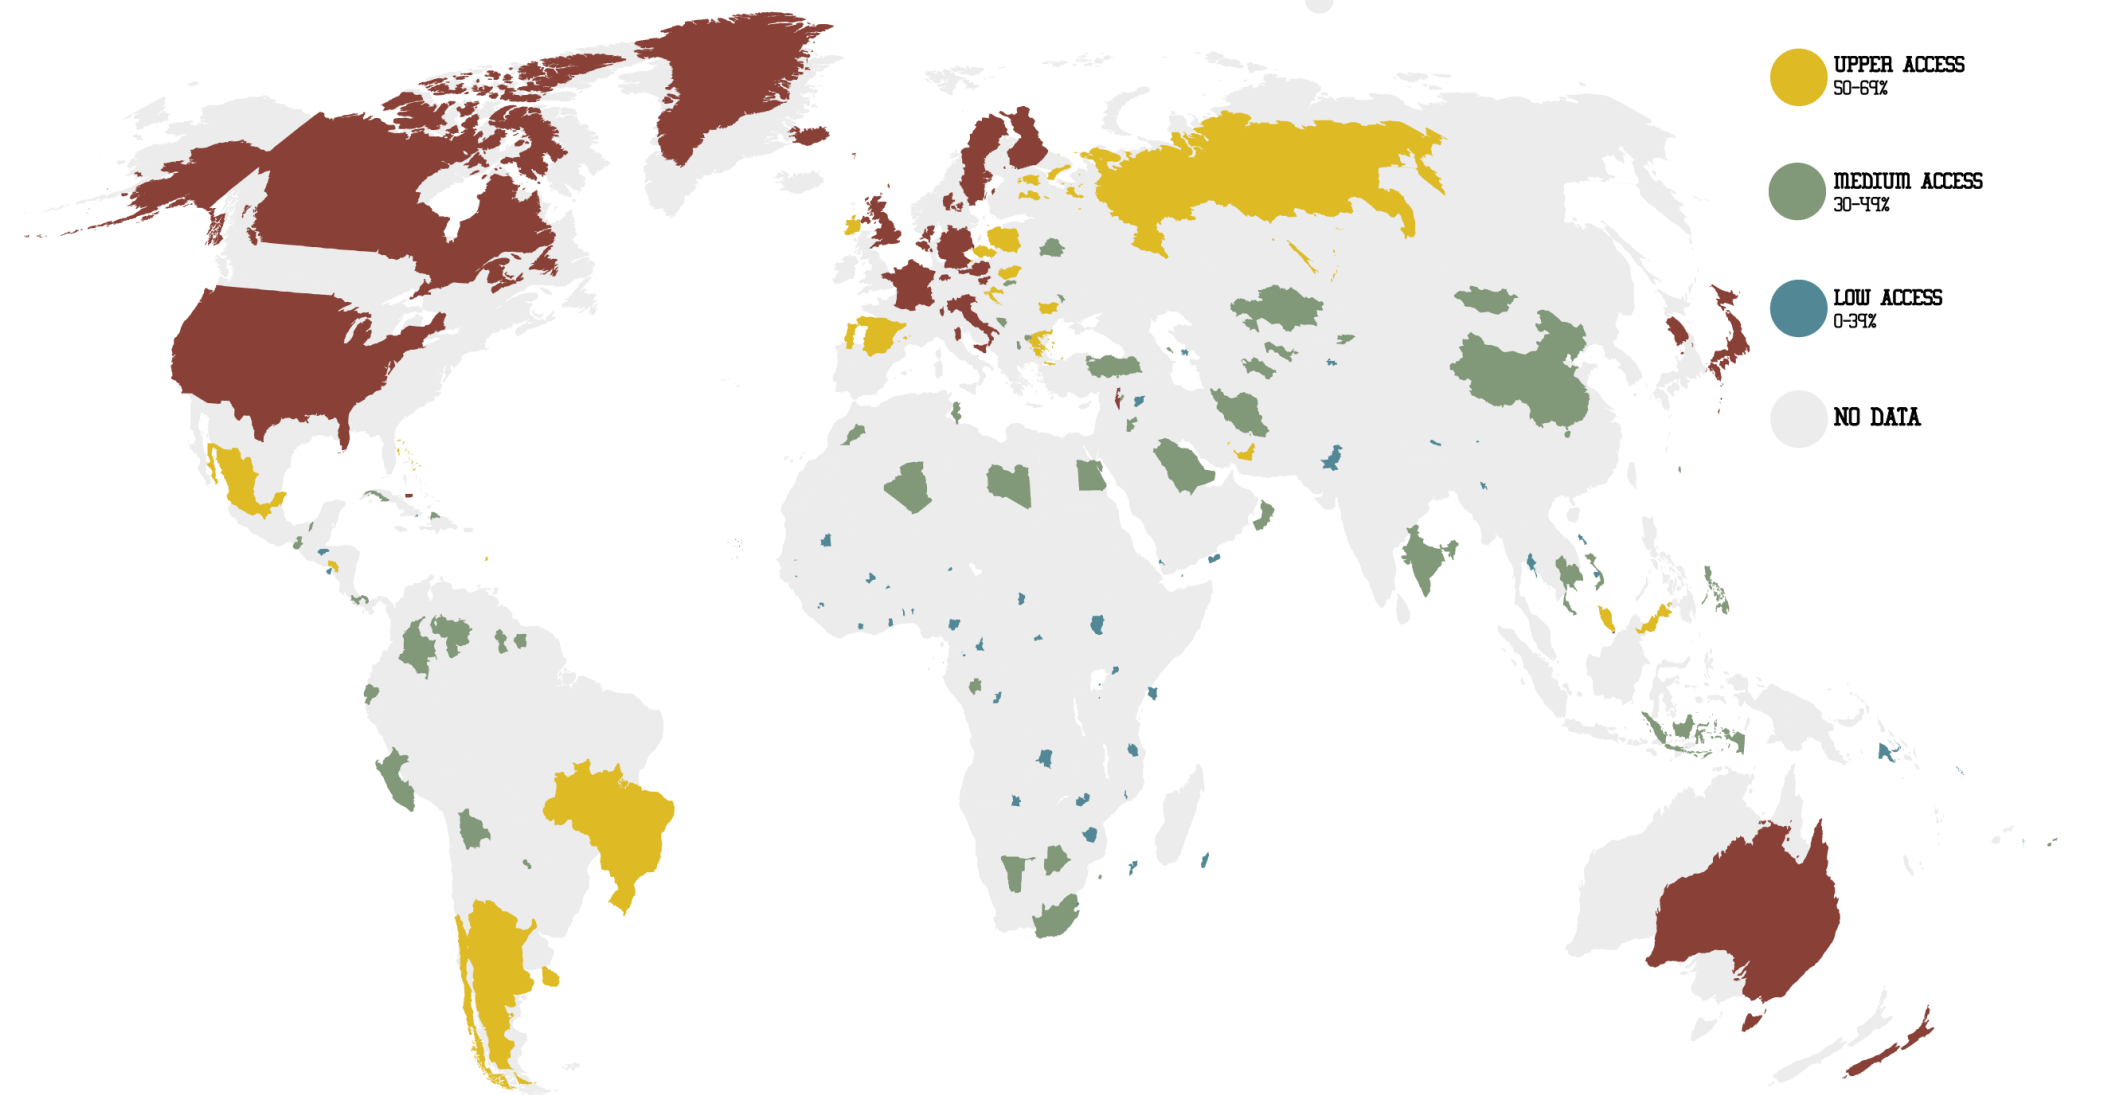 UPPER ACCESS
50-69%
MEDIUM ACCESS
30-49%
LOW ACCESS
0-39%
NO DATA